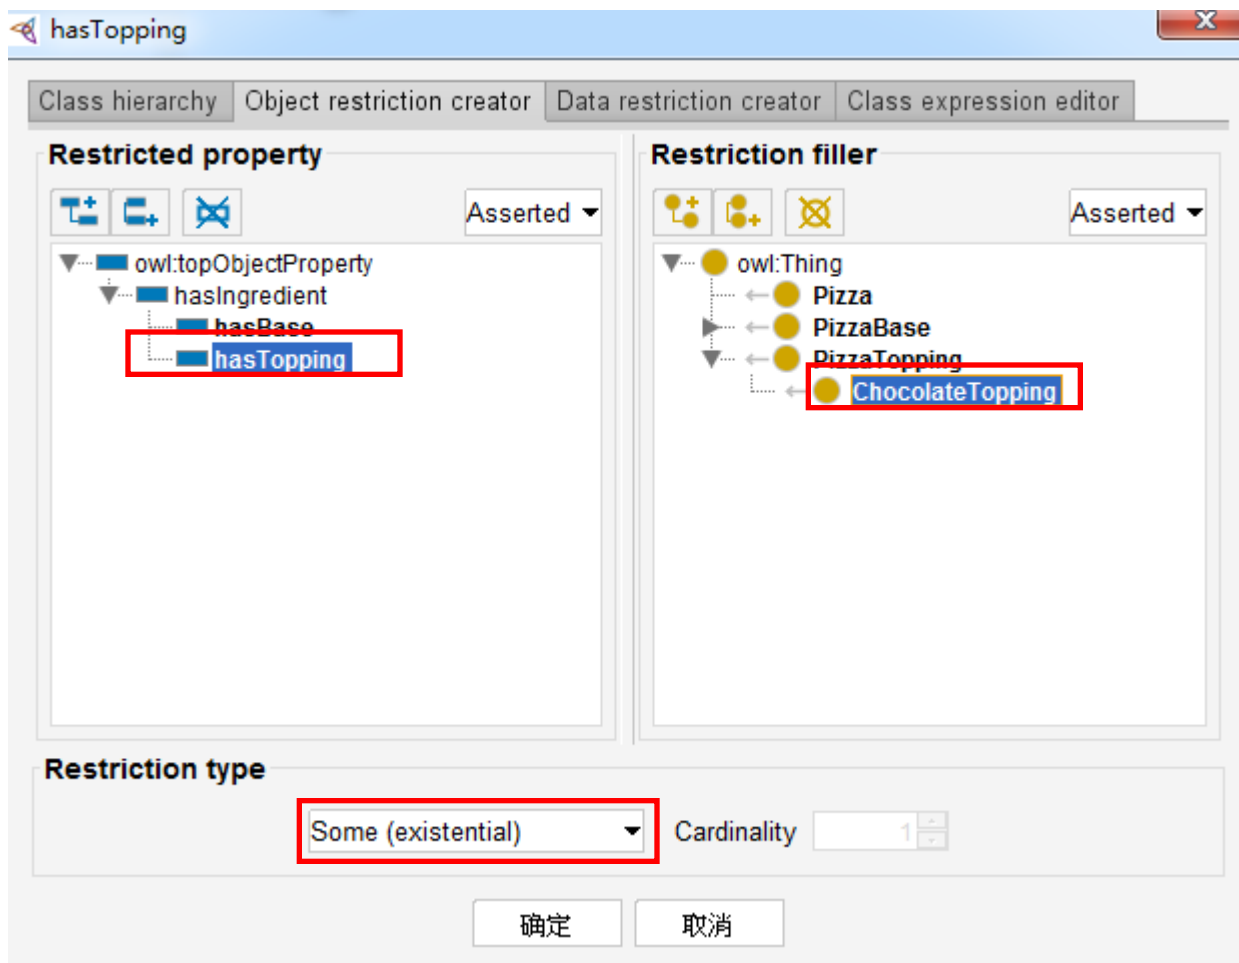 hasTopping
x
Class hierarchy
Object restriction creator
Data restriction creator
Class expression editor
Restricted property
Asserted
owl:topObjectProperty
hasIngredient
hasBase
hasTopping
Restriction filler
Asserted
owl:Thing
Pizza
PizzaBase
PizzaTopping
ChocolateTopping
Restriction type
Some (existential)
Cardinality
1
确定
取消